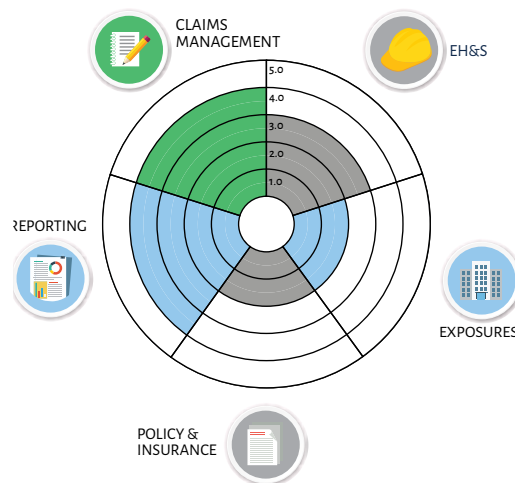 CLAIMS
MANAGEMENT
EH&S
5.0
4.0
3.0
2.0
1.0
REPORTING
EXPOSURES
POLICY &
INSURANCE